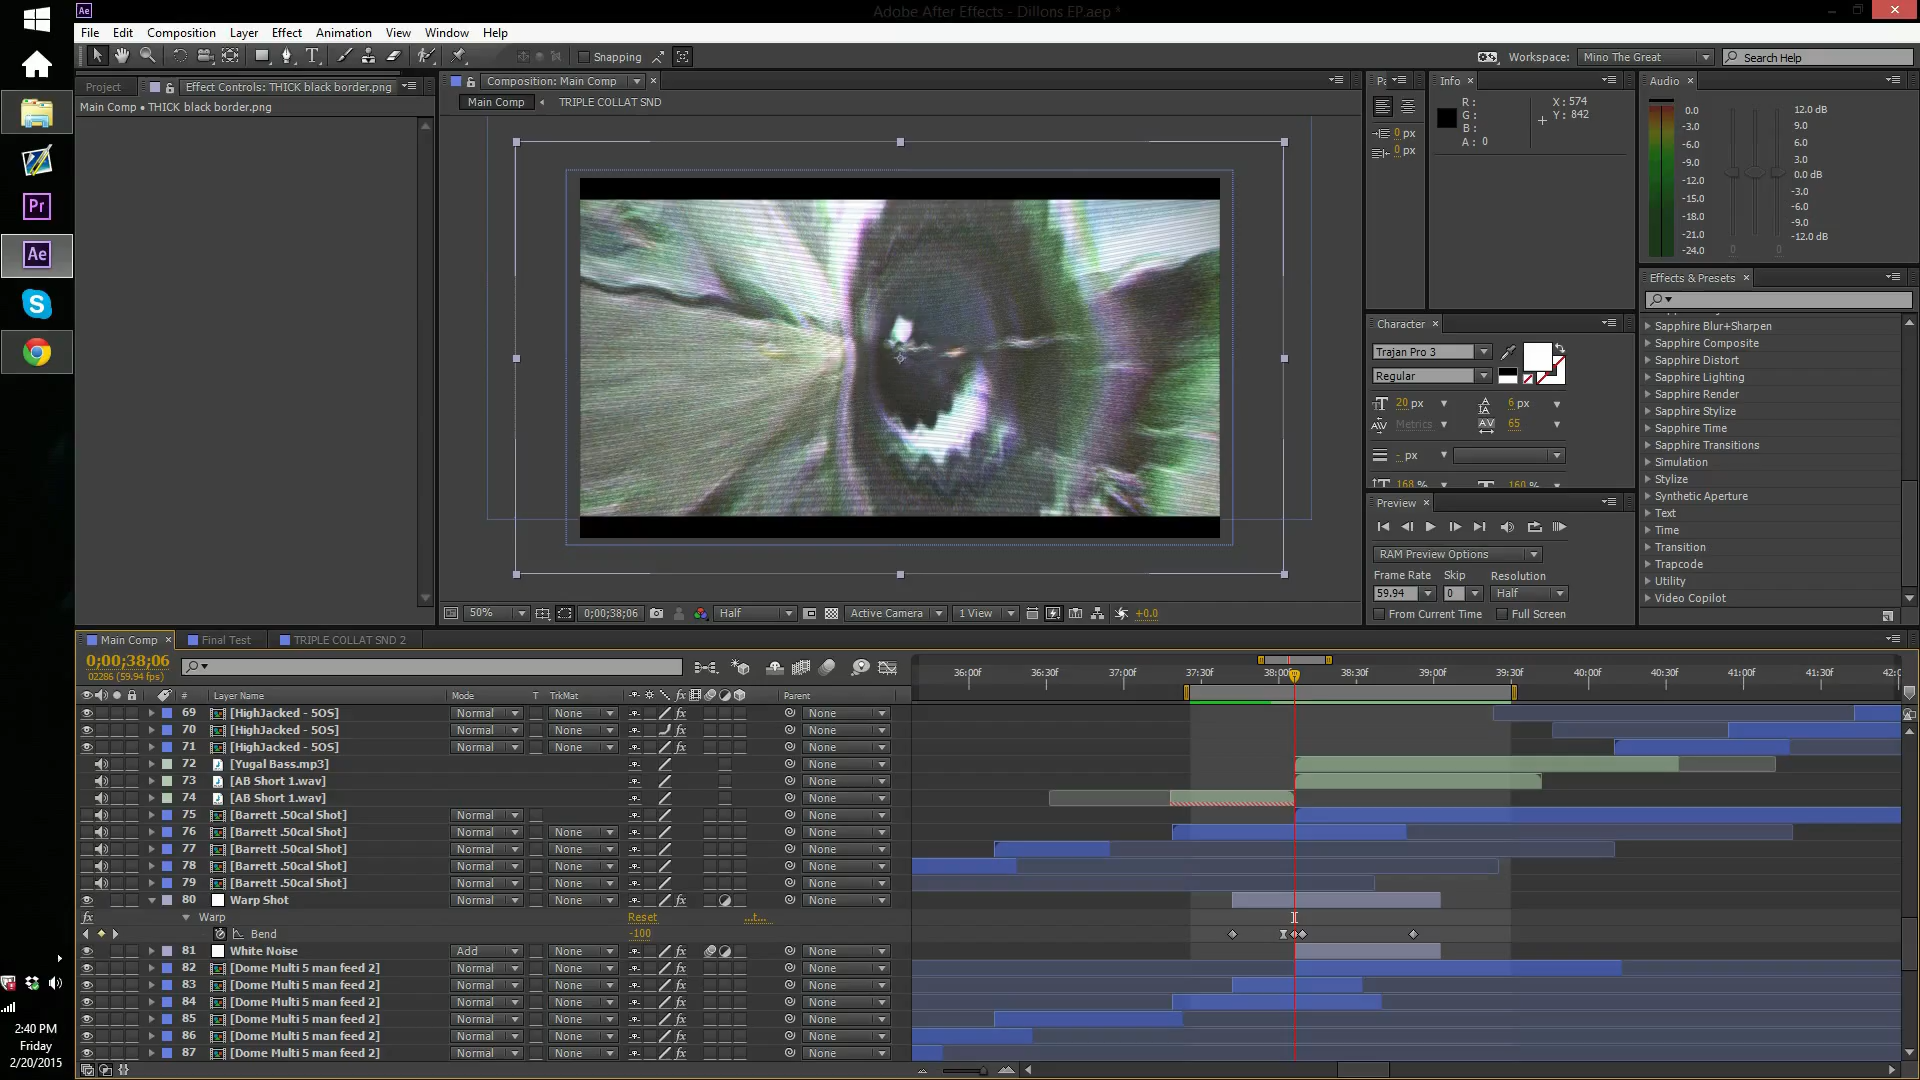 Adobe After Effects - Dillons EP.aep *
File Edit Composition Layer Effect Animation View Window Help
Snapping
Workspace: Mino The Great
Search Help
Project
Effect Controls: THICK black border.png
Main Comp • THICK black border.png
Composition: Main Comp
Main Comp
TRIPLE COLLAT SND
50%
0;00;38;06
Half
Active Camera
1 View
+0.0
0 px
0 px
Info
R:
G:
B:
A: 0
X: 574
Y: 842
Audio
0.0
-3.0
-6.0
-9.0
-12.0
-15.0
-18.0
-21.0
-24.0
12.0 dB
9.0
6.0
3.0
0.0 dB
-3.0
-6.0
-9.0
-12.0 dB
0
0
Effects & Presets
Sapphire Blur+Sharpen
Sapphire Composite
Sapphire Distort
Sapphire Lighting
Sapphire Render
Sapphire Stylize
Sapphire Time
Sapphire Transitions
Simulation
Stylize
Synthetic Aperture
Text
Time
Transition
Trapcode
Utility
Video Copilot
Character
Trajan Pro 3
Regular
20 px
6 px
Metrics
65
- px
168 %
160 %
Preview
RAM Preview Options
Frame Rate Skip Resolution
59.94 0 Half
From Current Time Full Screen
Main Comp
Final Test
TRIPLE COLLAT SND 2
0;00;38;06
02286 (59.94 fps)
# Layer Name Mode T TrkMat Parent
36:00f 36:30f 37:00f 37:30f 38:00f 38:30f 39:00f 39:30f 40:00f 40:30f 41:00f 41:30f 42:0
69 [HighJacked - 5OS] Normal None None
70 [HighJacked - 5OS] Normal None None
71 [HighJacked - 5OS] Normal None None
72 [Yugal Bass.mp3] None
73 [AB Short 1.wav] None
74 [AB Short 1.wav] None
75 [Barrett .50cal Shot] Normal None
76 [Barrett .50cal Shot] Normal None None
77 [Barrett .50cal Shot] Normal None None
78 [Barrett .50cal Shot] Normal None None
79 [Barrett .50cal Shot] Normal None None
80 Warp Shot Normal None None
Warp Reset ...t...
Bend -100
81 White Noise Add None None
82 [Dome Multi 5 man feed 2] Normal None None
83 [Dome Multi 5 man feed 2] Normal None None
84 [Dome Multi 5 man feed 2] Normal None None
85 [Dome Multi 5 man feed 2] Normal None None
86 [Dome Multi 5 man feed 2] Normal None None
87 [Dome Multi 5 man feed 2] Normal None None
Pr
Ae
2:40 PM
Friday
2/20/2015